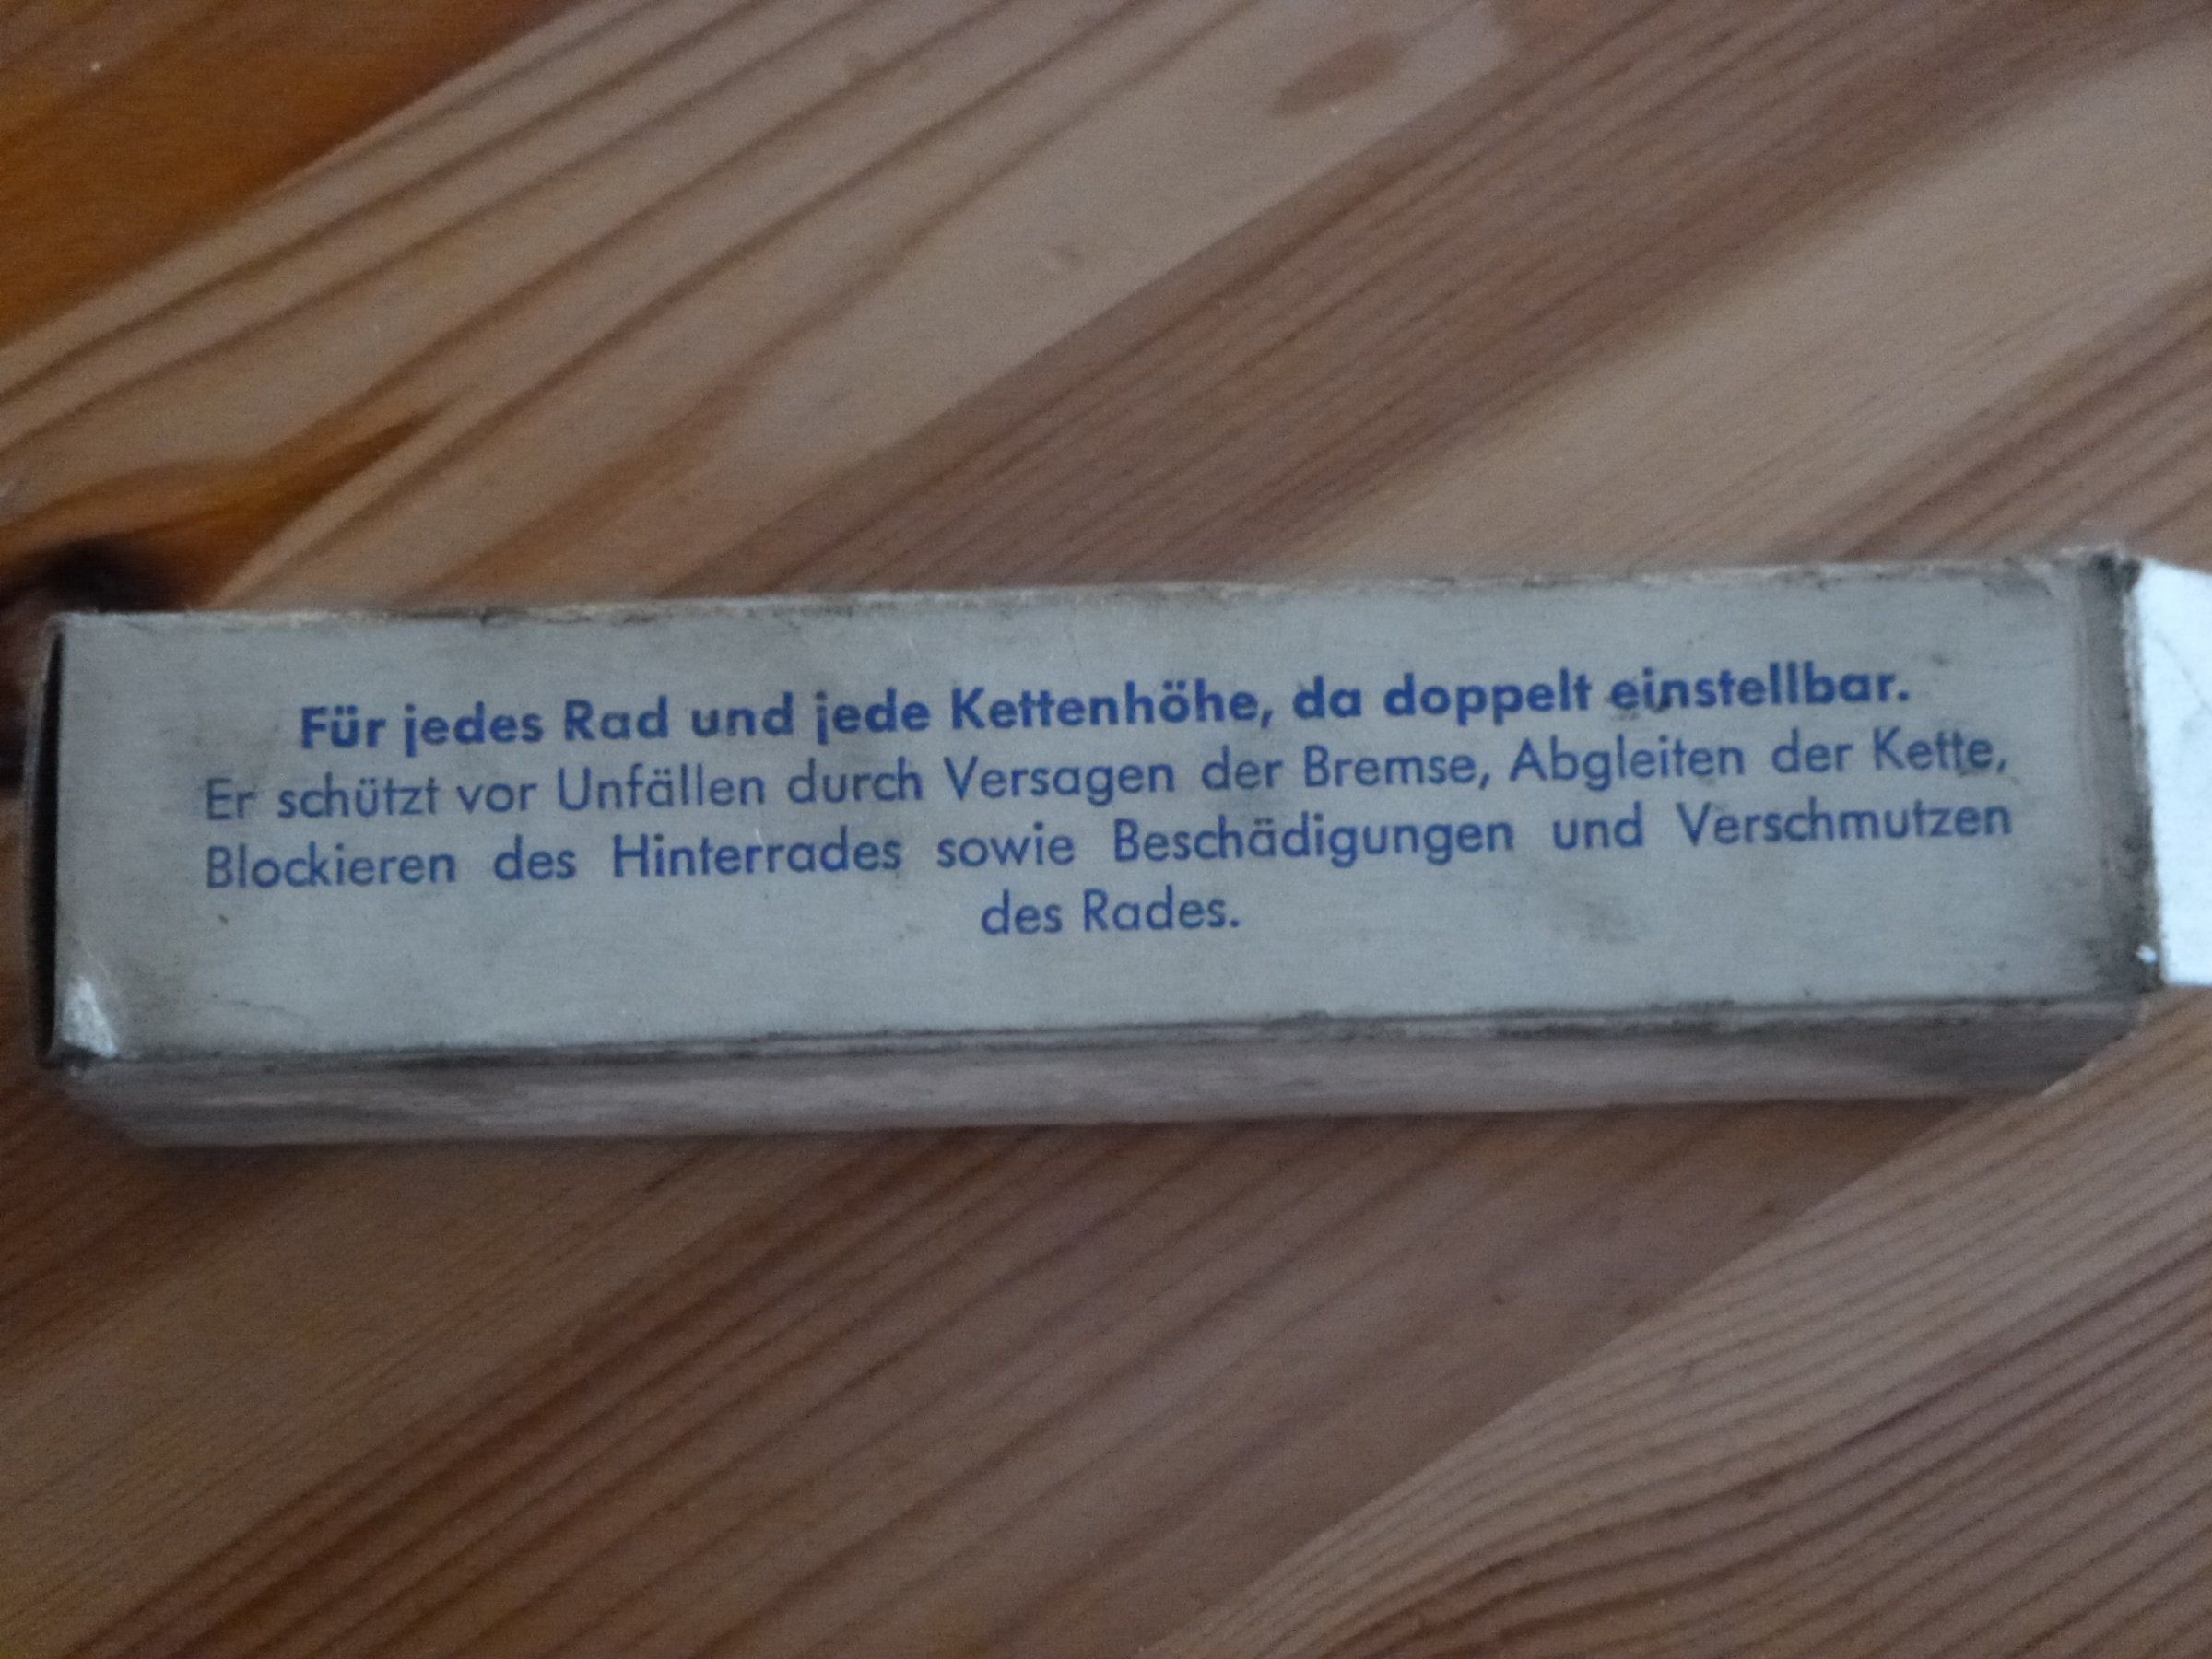 Für jedes Rad und jede Kettenhöhe, da doppelt einstellbar.
Er schützt vor Unfällen durch Versagen der Bremse, Abgleiten der Kette,
Blockieren des Hinterrades sowie Beschädigungen und Verschmutzen
des Rades.